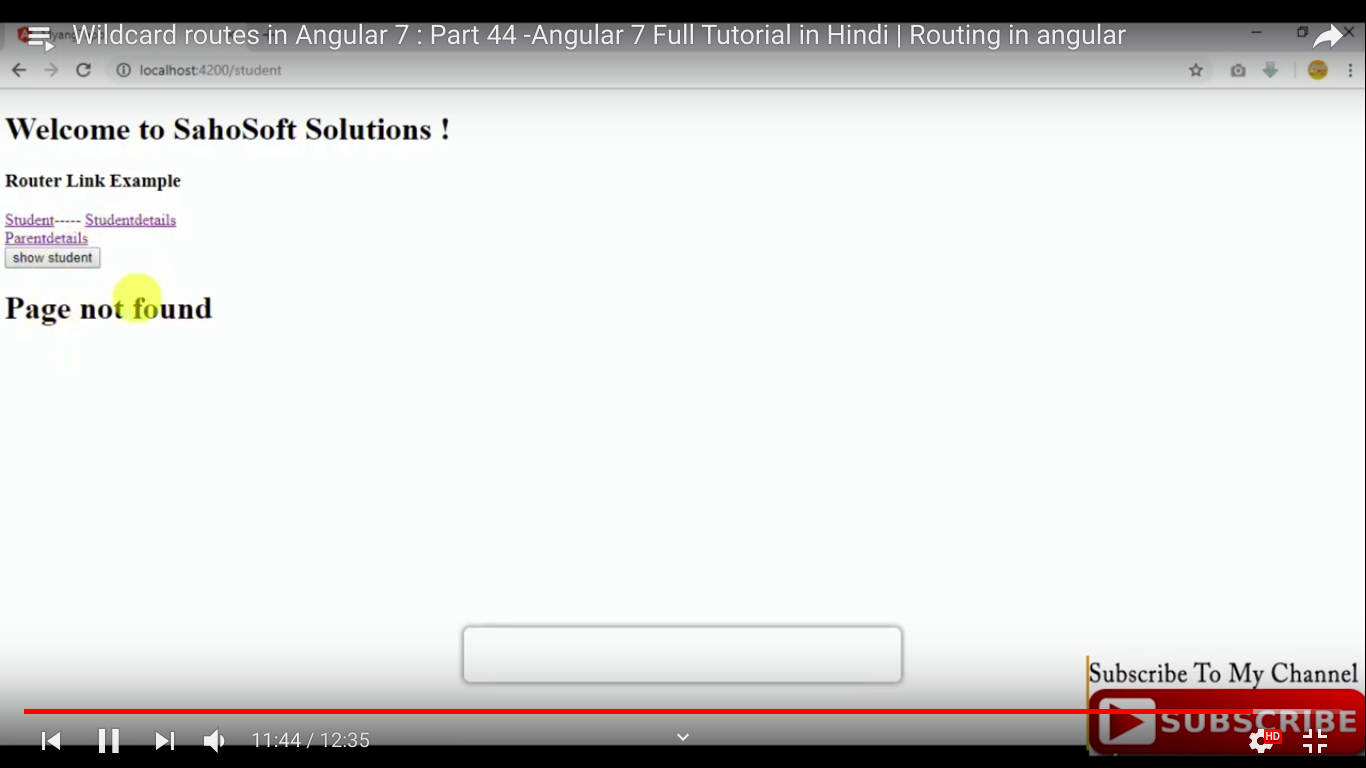 Wildcard routes in Angular 7 : Part 44 -Angular 7 Full Tutorial in Hindi | Routing in angular
localhost:4200/student
Welcome to SahoSoft Solutions !
Router Link Example
Student----- Studentdetails
Parentdetails
show student
Page not found
Subscribe To My Channel
SUBSCRIBE
11:44 / 12:35
HD